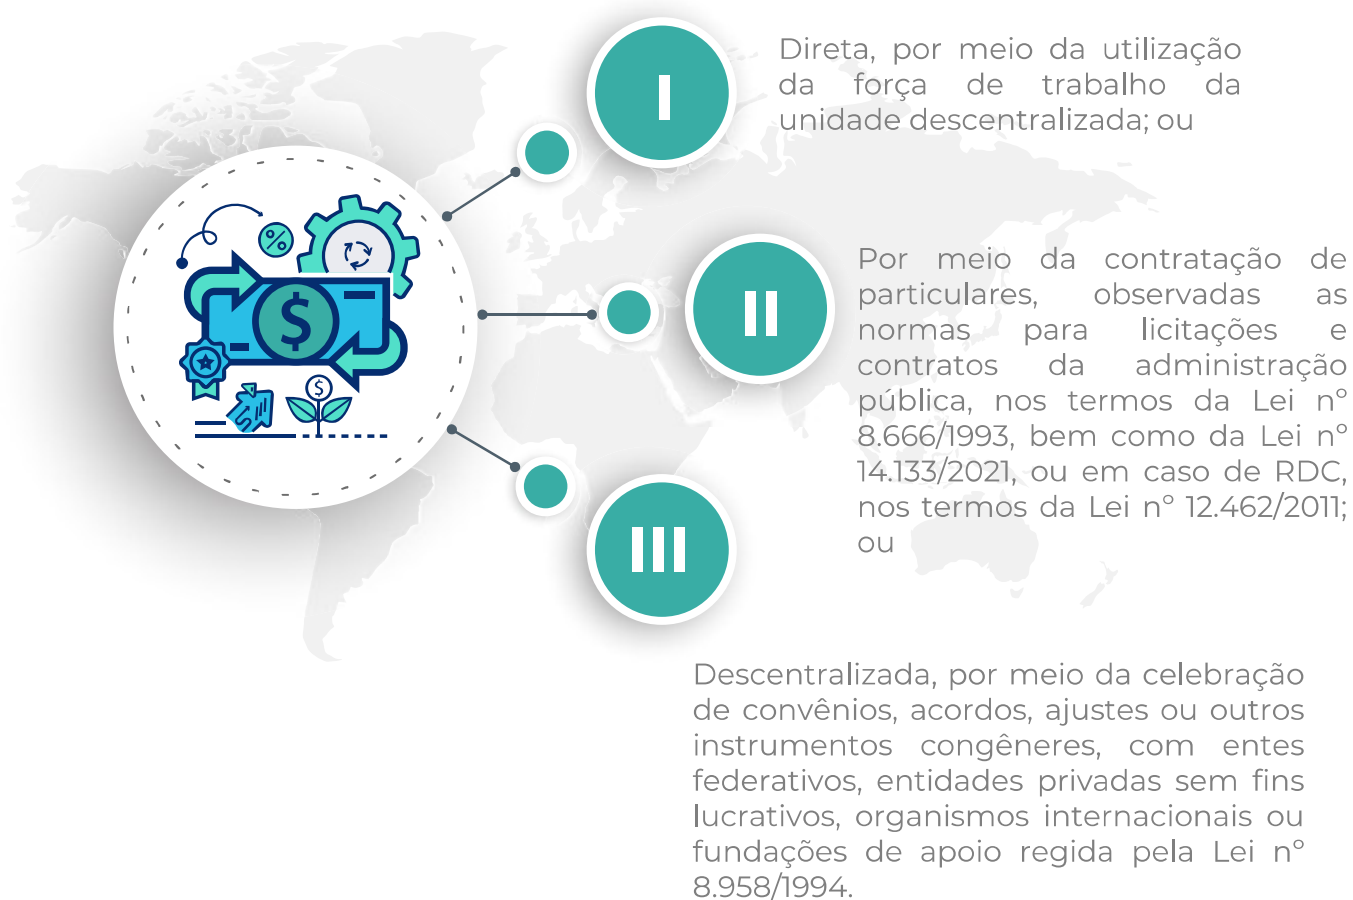 I
Direta, por meio da utilização
da força de trabalho da
unidade descentralizada; ou
II
Por meio da contratação de
particulares, observadas as
normas para licitações e
contratos da administração
pública, nos termos da Lei nº
8.666/1993, bem como da Lei nº
14.133/2021, ou em caso de RDC,
nos termos da Lei nº 12.462/2011;
ou
%
$
$
$
III
Descentralizada, por meio da celebração
de convênios, acordos, ajustes ou outros
instrumentos congêneres, com entes
federativos, entidades privadas sem fins
lucrativos, organismos internacionais ou
fundações de apoio regida pela Lei nº
8.958/1994.